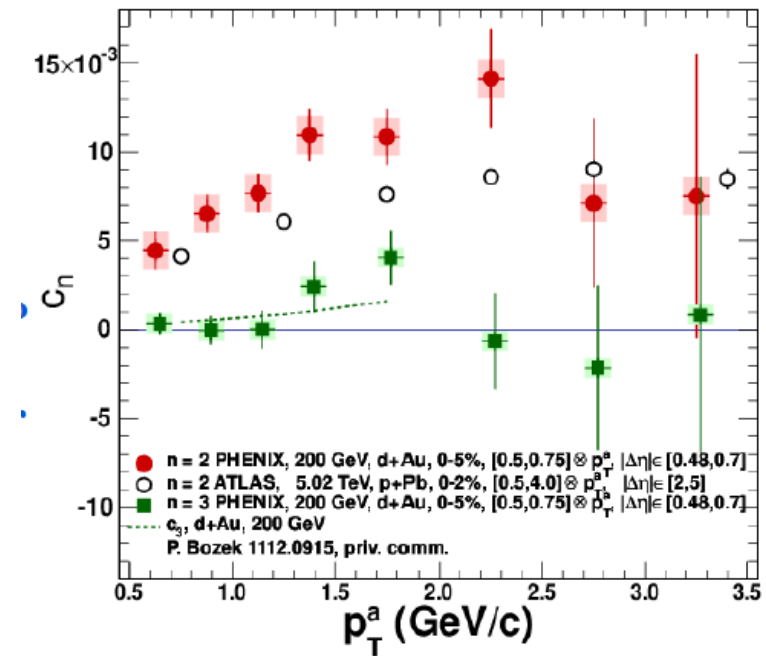 15×10⁻³
10
5
0
-5
-10
Cₙ
n = 2 PHENIX, 200 GeV, d+Au, 0-5%, [0.5,0.75]⊗ pᵃ_T, |Δη|∈ [0.48,0.7]
n = 2 ATLAS, 5.02 TeV, p+Pb, 0-2%, [0.5,4.0]⊗ pᵃ_T, |Δη|∈ [2,5]
n = 3 PHENIX, 200 GeV, d+Au, 0-5%, [0.5,0.75]⊗ pᵃ_T, |Δη|∈ [0.48,0.7]
c₃, d+Au, 200 GeV
P. Bozek 1112.0915, priv. comm.
0.5 1.0 1.5 2.0 2.5 3.0 3.5
pᵃ_T (GeV/c)